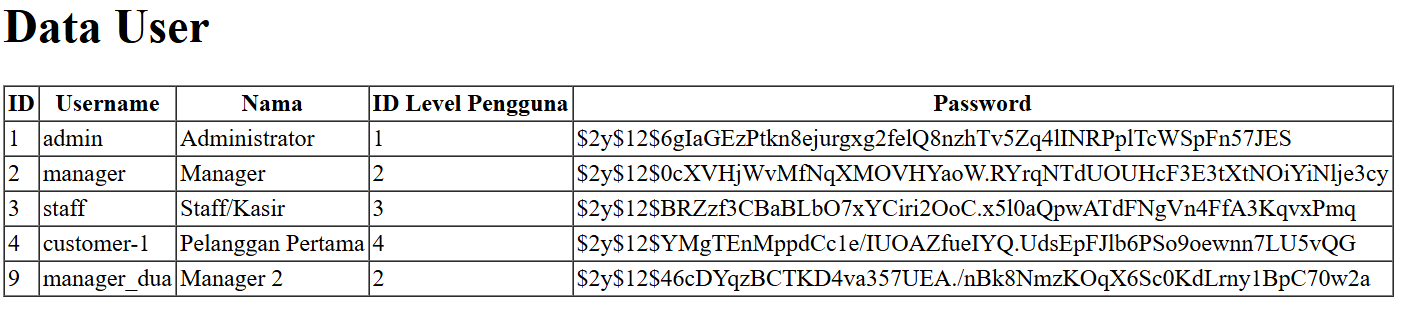 Data User
ID Username Nama ID Level Pengguna Password
1 admin Administrator 1 $2y$12$6gIaGEzPtkn8ejurgxg2felQ8nzhTv5Zq4lINRPplTcWSpFn57JES
2 manager Manager 2 $2y$12$0cXVHjWvMfNqXMOVHYaoW.RYrqNTdUOUHcF3E3tXtNOiYiNlje3cy
3 staff Staff/Kasir 3 $2y$12$BRZzf3CBaBLbO7xYCiri2OoC.x5l0aQpwATdFNgVn4FfA3KqvxPmq
4 customer-1 Pelanggan Pertama 4 $2y$12$YMgTEnMppdCc1e/IUOAZfueIYQ.UdsEpFJlb6PSo9oewnn7LU5vQG
9 manager_dua Manager 2 2 $2y$12$46cDYqzBCTKD4va357UEA./nBk8NmzKOqX6Sc0KdLrny1BpC70w2a